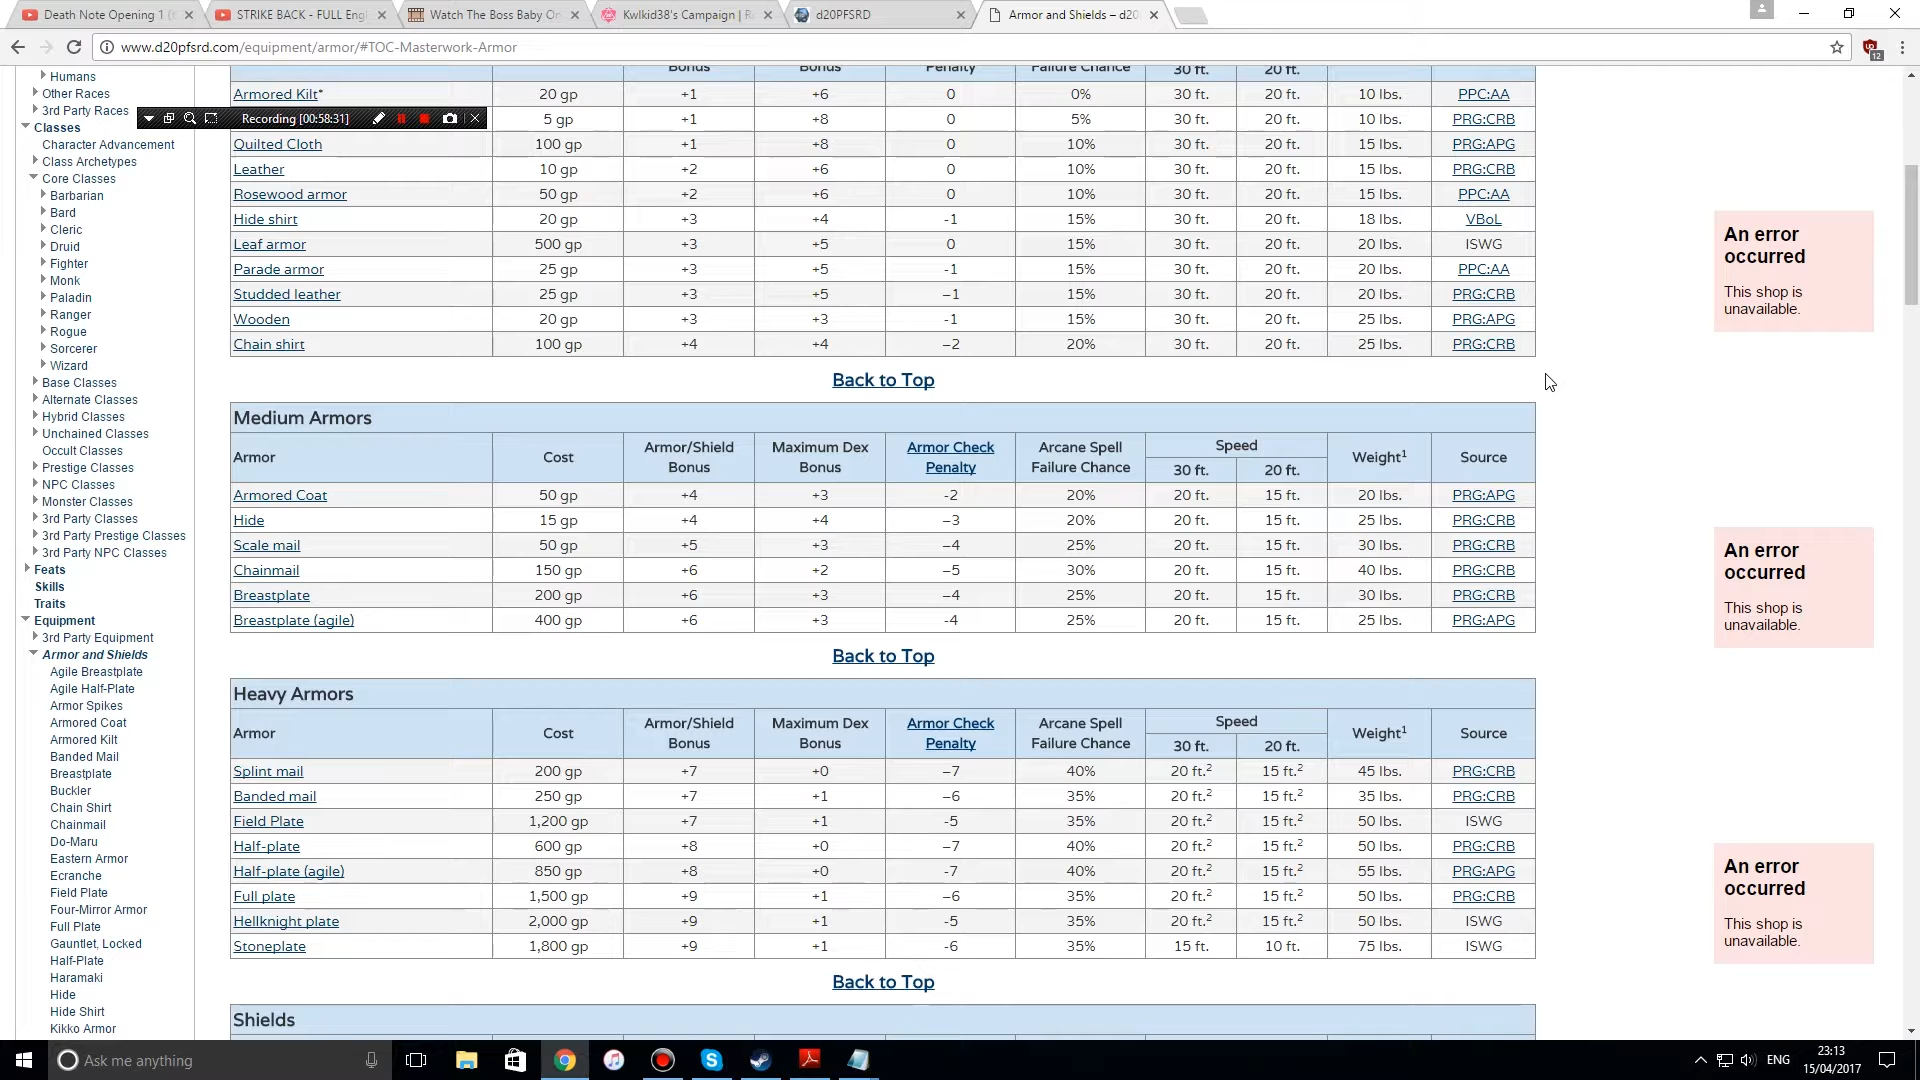 Death Note Opening 1 (
STRIKE BACK - FULL Eng
Watch The Boss Baby On
Kwlkid38's Campaign | R
d20PFSRD
Armor and Shields – d20
www.d20pfsrd.com/equipment/armor/#TOC-Masterwork-Armor
12
Humans
Other Races
3rd Party Races
Classes
Character Advancement
Class Archetypes
Core Classes
Barbarian
Bard
Cleric
Druid
Fighter
Monk
Paladin
Ranger
Rogue
Sorcerer
Wizard
Base Classes
Alternate Classes
Hybrid Classes
Unchained Classes
Occult Classes
Prestige Classes
NPC Classes
Monster Classes
3rd Party Classes
3rd Party Prestige Classes
3rd Party NPC Classes
Feats
Skills
Traits
Equipment
3rd Party Equipment
Armor and Shields
Agile Breastplate
Agile Half-Plate
Armor Spikes
Armored Coat
Armored Kilt
Banded Mail
Breastplate
Buckler
Chain Shirt
Chainmail
Do-Maru
Eastern Armor
Ecranche
Field Plate
Four-Mirror Armor
Full Plate
Gauntlet, Locked
Half-Plate
Haramaki
Hide
Hide Shirt
Kikko Armor
Recording [00:58:31]
Bonus Bonus Penalty Failure Chance 30 ft. 20 ft.
Armored Kilt* 20 gp +1 +6 0 0% 30 ft. 20 ft. 10 lbs. PPC:AA
5 gp +1 +8 0 5% 30 ft. 20 ft. 10 lbs. PRG:CRB
Quilted Cloth 100 gp +1 +8 0 10% 30 ft. 20 ft. 15 lbs. PRG:APG
Leather 10 gp +2 +6 0 10% 30 ft. 20 ft. 15 lbs. PRG:CRB
Rosewood armor 50 gp +2 +6 0 10% 30 ft. 20 ft. 15 lbs. PPC:AA
Hide shirt 20 gp +3 +4 -1 15% 30 ft. 20 ft. 18 lbs. VBoL
Leaf armor 500 gp +3 +5 0 15% 30 ft. 20 ft. 20 lbs. ISWG
Parade armor 25 gp +3 +5 -1 15% 30 ft. 20 ft. 20 lbs. PPC:AA
Studded leather 25 gp +3 +5 –1 15% 30 ft. 20 ft. 20 lbs. PRG:CRB
Wooden 20 gp +3 +3 -1 15% 30 ft. 20 ft. 25 lbs. PRG:APG
Chain shirt 100 gp +4 +4 –2 20% 30 ft. 20 ft. 25 lbs. PRG:CRB
Back to Top
Medium Armors
Armor Cost Armor/Shield Bonus Maximum Dex Bonus Armor Check Penalty Arcane Spell Failure Chance Speed Weight¹ Source
30 ft. 20 ft.
Armored Coat 50 gp +4 +3 -2 20% 20 ft. 15 ft. 20 lbs. PRG:APG
Hide 15 gp +4 +4 –3 20% 20 ft. 15 ft. 25 lbs. PRG:CRB
Scale mail 50 gp +5 +3 –4 25% 20 ft. 15 ft. 30 lbs. PRG:CRB
Chainmail 150 gp +6 +2 –5 30% 20 ft. 15 ft. 40 lbs. PRG:CRB
Breastplate 200 gp +6 +3 –4 25% 20 ft. 15 ft. 30 lbs. PRG:CRB
Breastplate (agile) 400 gp +6 +3 -4 25% 20 ft. 15 ft. 25 lbs. PRG:APG
Back to Top
Heavy Armors
Armor Cost Armor/Shield Bonus Maximum Dex Bonus Armor Check Penalty Arcane Spell Failure Chance Speed Weight¹ Source
30 ft. 20 ft.
Splint mail 200 gp +7 +0 –7 40% 20 ft.² 15 ft.² 45 lbs. PRG:CRB
Banded mail 250 gp +7 +1 –6 35% 20 ft.² 15 ft.² 35 lbs. PRG:CRB
Field Plate 1,200 gp +7 +1 -5 35% 20 ft.² 15 ft.² 50 lbs. ISWG
Half-plate 600 gp +8 +0 –7 40% 20 ft.² 15 ft.² 50 lbs. PRG:CRB
Half-plate (agile) 850 gp +8 +0 -7 40% 20 ft.² 15 ft.² 55 lbs. PRG:APG
Full plate 1,500 gp +9 +1 –6 35% 20 ft.² 15 ft.² 50 lbs. PRG:CRB
Hellknight plate 2,000 gp +9 +1 -5 35% 20 ft.² 15 ft.² 50 lbs. ISWG
Stoneplate 1,800 gp +9 +1 -6 35% 15 ft. 10 ft. 75 lbs. ISWG
Back to Top
Shields
An error
occurred
This shop is
unavailable.
An error
occurred
This shop is
unavailable.
An error
occurred
This shop is
unavailable.
Ask me anything
ENG
23:13
15/04/2017